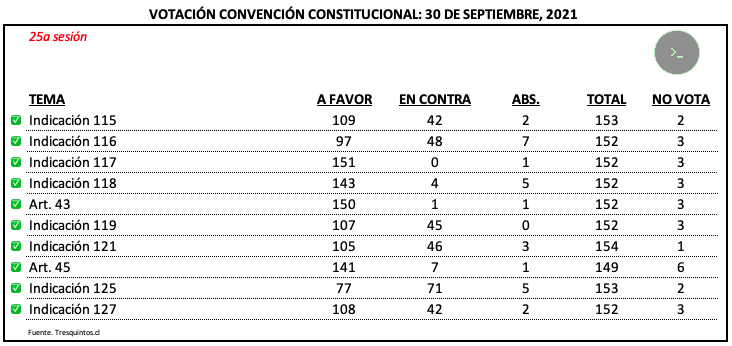 VOTACIÓN CONVENCIÓN CONSTITUCIONAL: 30 DE SEPTIEMBRE, 2021
25a sesión
>_
TEMA A FAVOR EN CONTRA ABS. TOTAL NO VOTA
✅ Indicación 115 109 42 2 153 2
✅ Indicación 116 97 48 7 152 3
✅ Indicación 117 151 0 1 152 3
✅ Indicación 118 143 4 5 152 3
✅ Art. 43 150 1 1 152 3
✅ Indicación 119 107 45 0 152 3
✅ Indicación 121 105 46 3 154 1
✅ Art. 45 141 7 1 149 6
✅ Indicación 125 77 71 5 153 2
✅ Indicación 127 108 42 2 152 3
Fuente. Tresquintos.cl